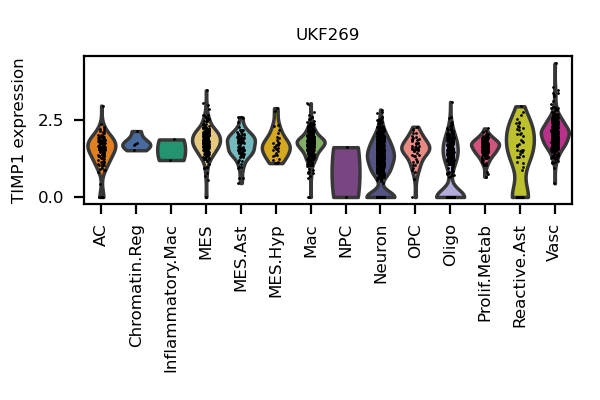 UKF269
TIMP1 expression
2.5
0.0
AC
Chromatin.Reg
Inflammatory.Mac
MES
MES.Ast
MES.Hyp
Mac
NPC
Neuron
OPC
Oligo
Prolif.Metab
Reactive.Ast
Vasc